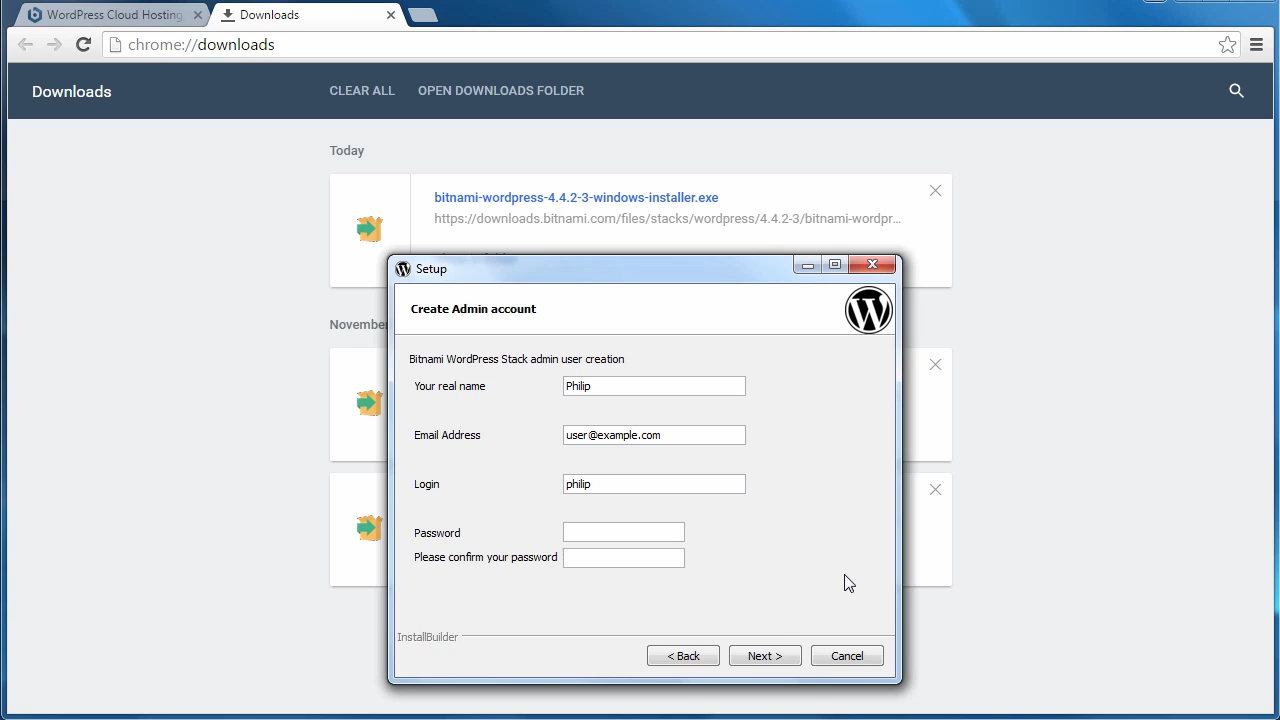 WordPress Cloud Hosting
Downloads
chrome://downloads
Downloads
CLEAR ALL
OPEN DOWNLOADS FOLDER
Today
bitnami-wordpress-4.4.2-3-windows-installer.exe
https://downloads.bitnami.com/files/stacks/wordpress/4.4.2-3/bitnami-wordpr...
November
Setup
Create Admin account
Bitnami WordPress Stack admin user creation
Your real name
Philip
Email Address
user@example.com
Login
philip
Password
Please confirm your password
InstallBuilder
< Back
Next >
Cancel